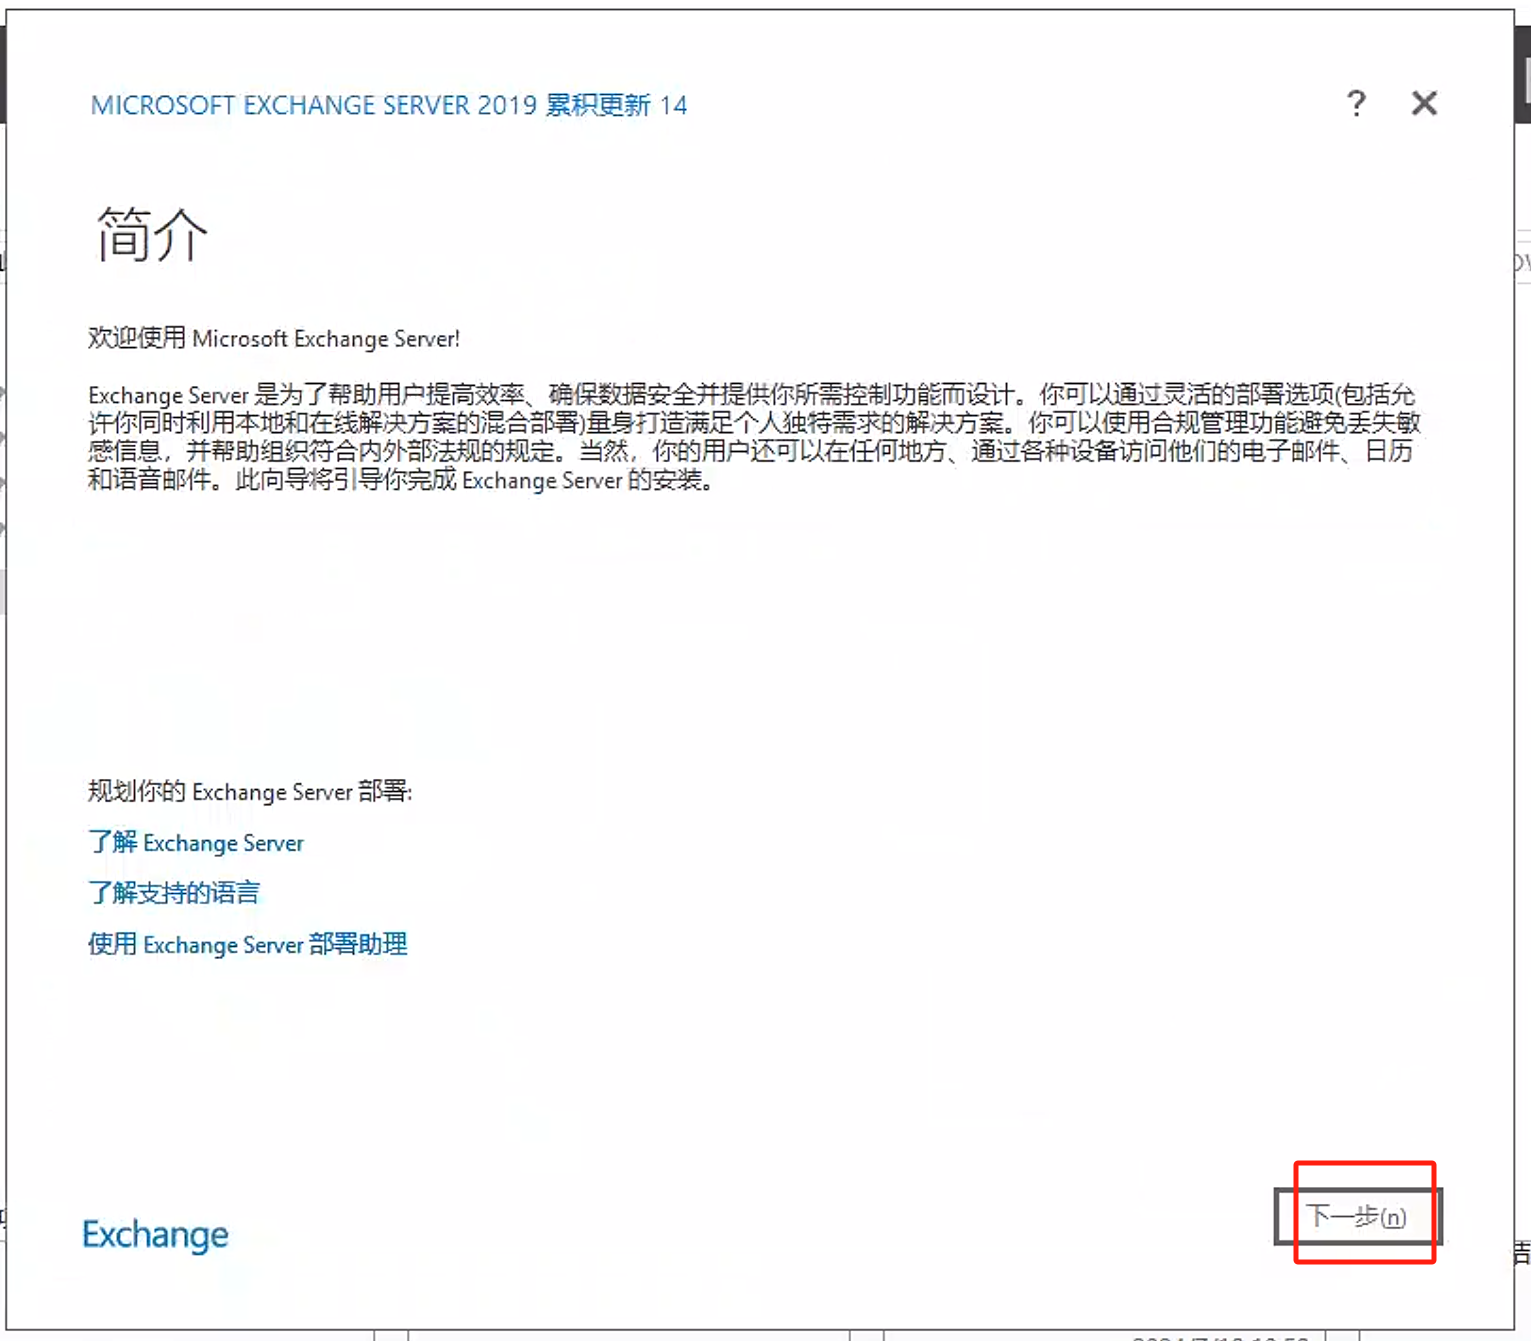 MICROSOFT EXCHANGE SERVER 2019 累积更新 14
? ✕
简介
欢迎使用 Microsoft Exchange Server!
Exchange Server 是为了帮助用户提高效率、确保数据安全并提供你所需控制功能而设计。你可以通过灵活的部署选项(包括允
许你同时利用本地和在线解决方案的混合部署)量身打造满足个人独特需求的解决方案。你可以使用合规管理功能避免丢失敏
感信息，并帮助组织符合内外部法规的规定。当然，你的用户还可以在任何地方、通过各种设备访问他们的电子邮件、日历
和语音邮件。此向导将引导你完成 Exchange Server 的安装。
规划你的 Exchange Server 部署:
了解 Exchange Server
了解支持的语言
使用 Exchange Server 部署助理
下一步(n)
Exchange